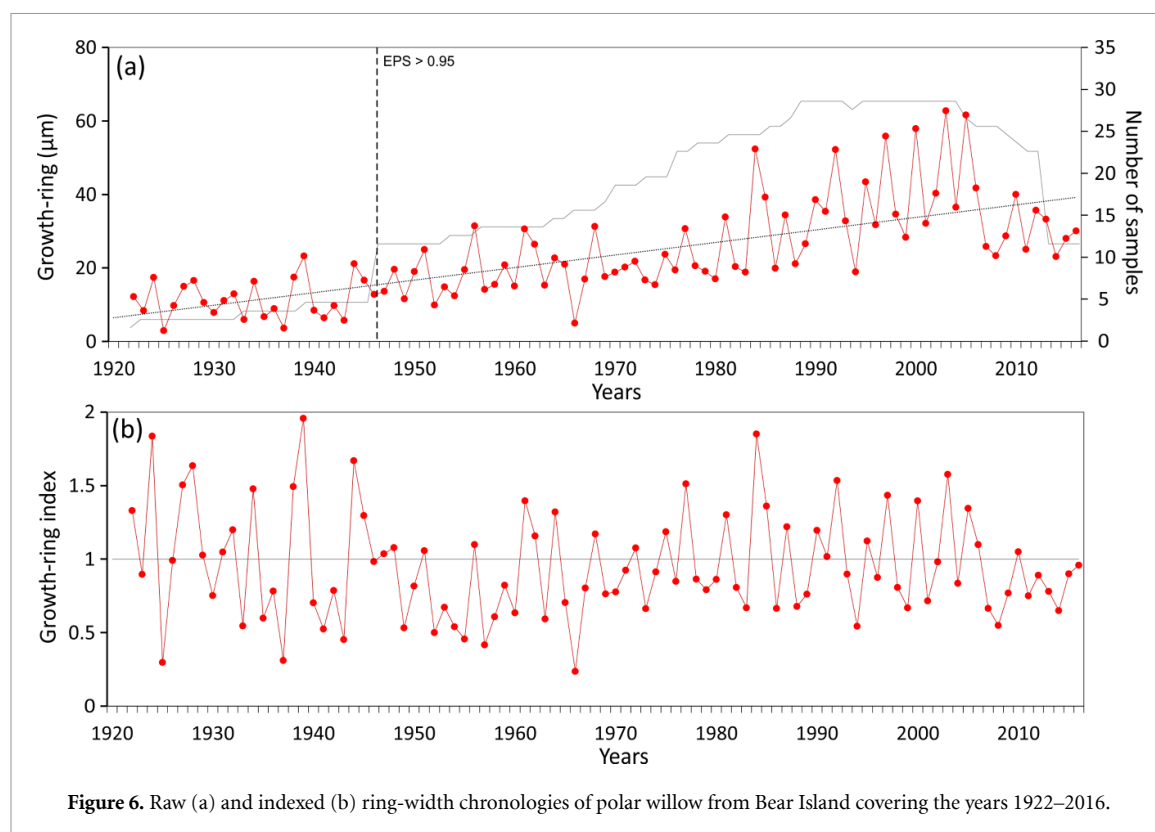 (a)
EPS > 0.95
Growth-ring (μm)
80
60
40
20
0
Number of samples
35
30
25
20
15
10
5
0
1920 1930 1940 1950 1960 1970 1980 1990 2000 2010
Years
(b)
Growth-ring index
2
1.5
1
0.5
0
1920 1930 1940 1950 1960 1970 1980 1990 2000 2010
Years
Figure 6. Raw (a) and indexed (b) ring-width chronologies of polar willow from Bear Island covering the years 1922–2016.